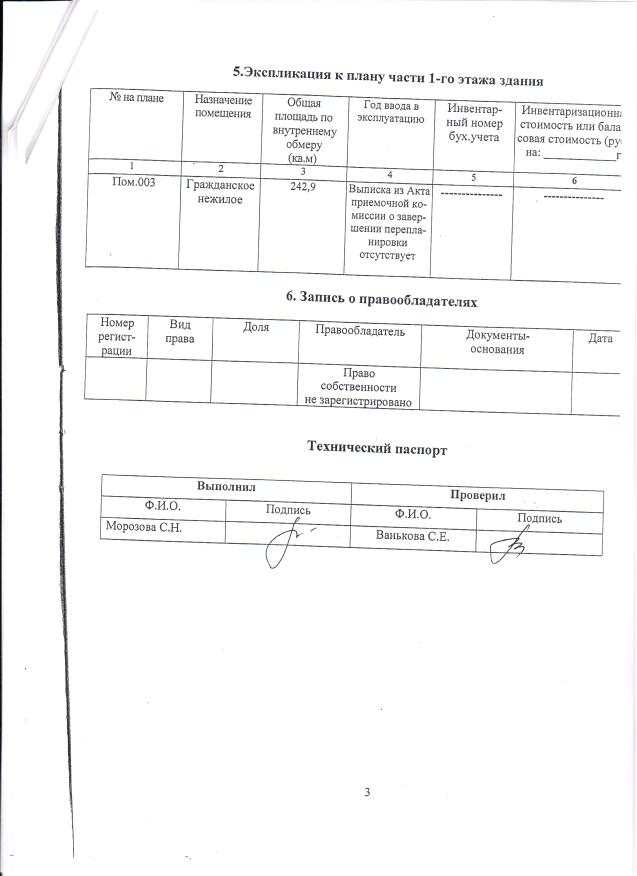 5.Экспликация к плану части 1-го этажа здания
№ на плане
Назначение
помещения
Общая
площадь по
внутреннему
обмеру
(кв.м)
Год ввода в
эксплуатацию
Инвентар-
ный номер
бух.учета
Инвентаризационн
стоимость или бала
совая стоимость (ру
на: ____________г
1 2 3 4 5 6
Пом.003
Гражданское
нежилое
242,9
Выписка из Акта
приемочной ко-
миссии о завер-
шении перепла-
нировки
отсутствует
---------------
---------------
6. Запись о правообладателях
Номер
регист-
рации
Вид
права
Доля
Правообладатель
Документы-
основания
Дата
Право
собственности
не зарегистрировано
Технический паспорт
Выполнил Проверил
Ф.И.О. Подпись Ф.И.О. Подпись
Морозова С.Н. Ванькова С.Е.
3